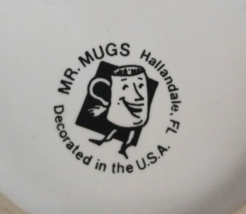 MR. MUGS Hallandale, FL
Decorated in the U.S.A.